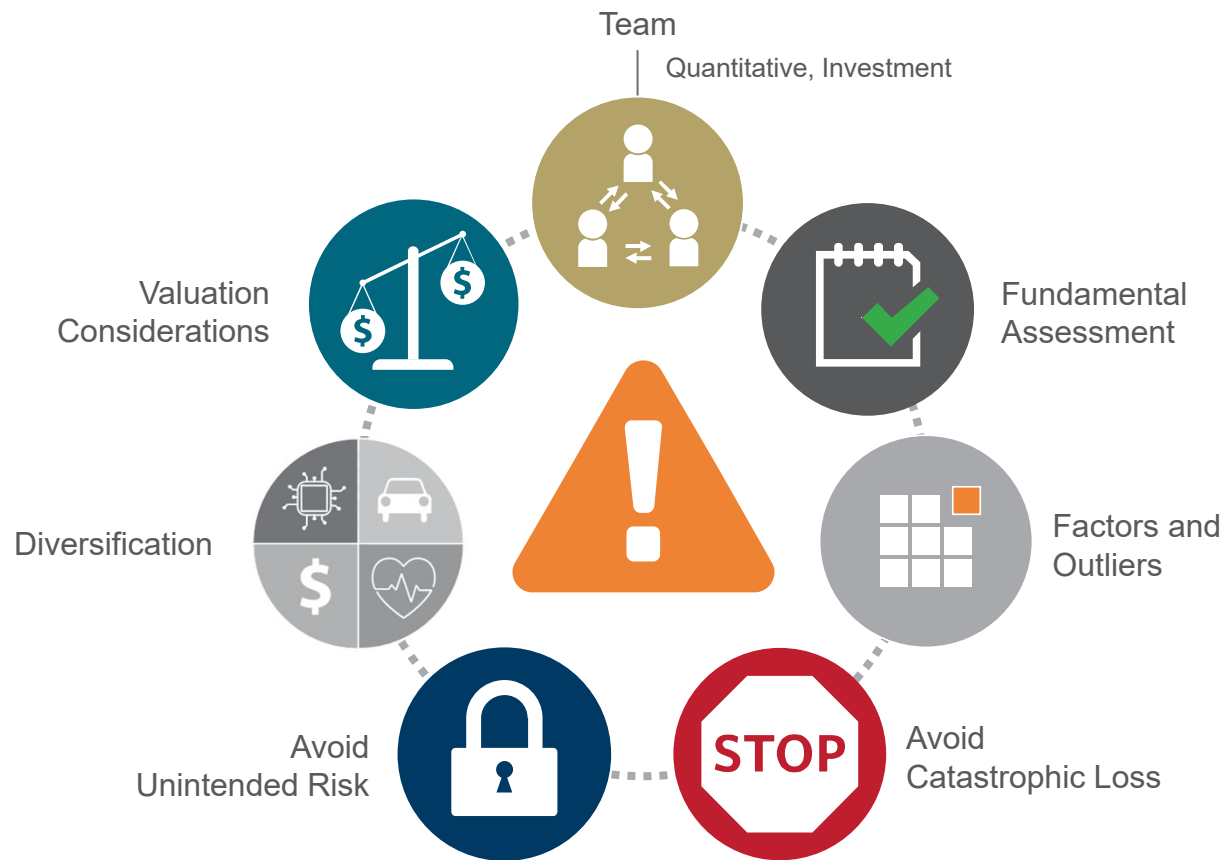 Team
Quantitative, Investment
Valuation
Considerations
$
$
Fundamental
Assessment
Diversification
$
Factors and
Outliers
Avoid
Unintended Risk
STOP
Avoid
Catastrophic Loss